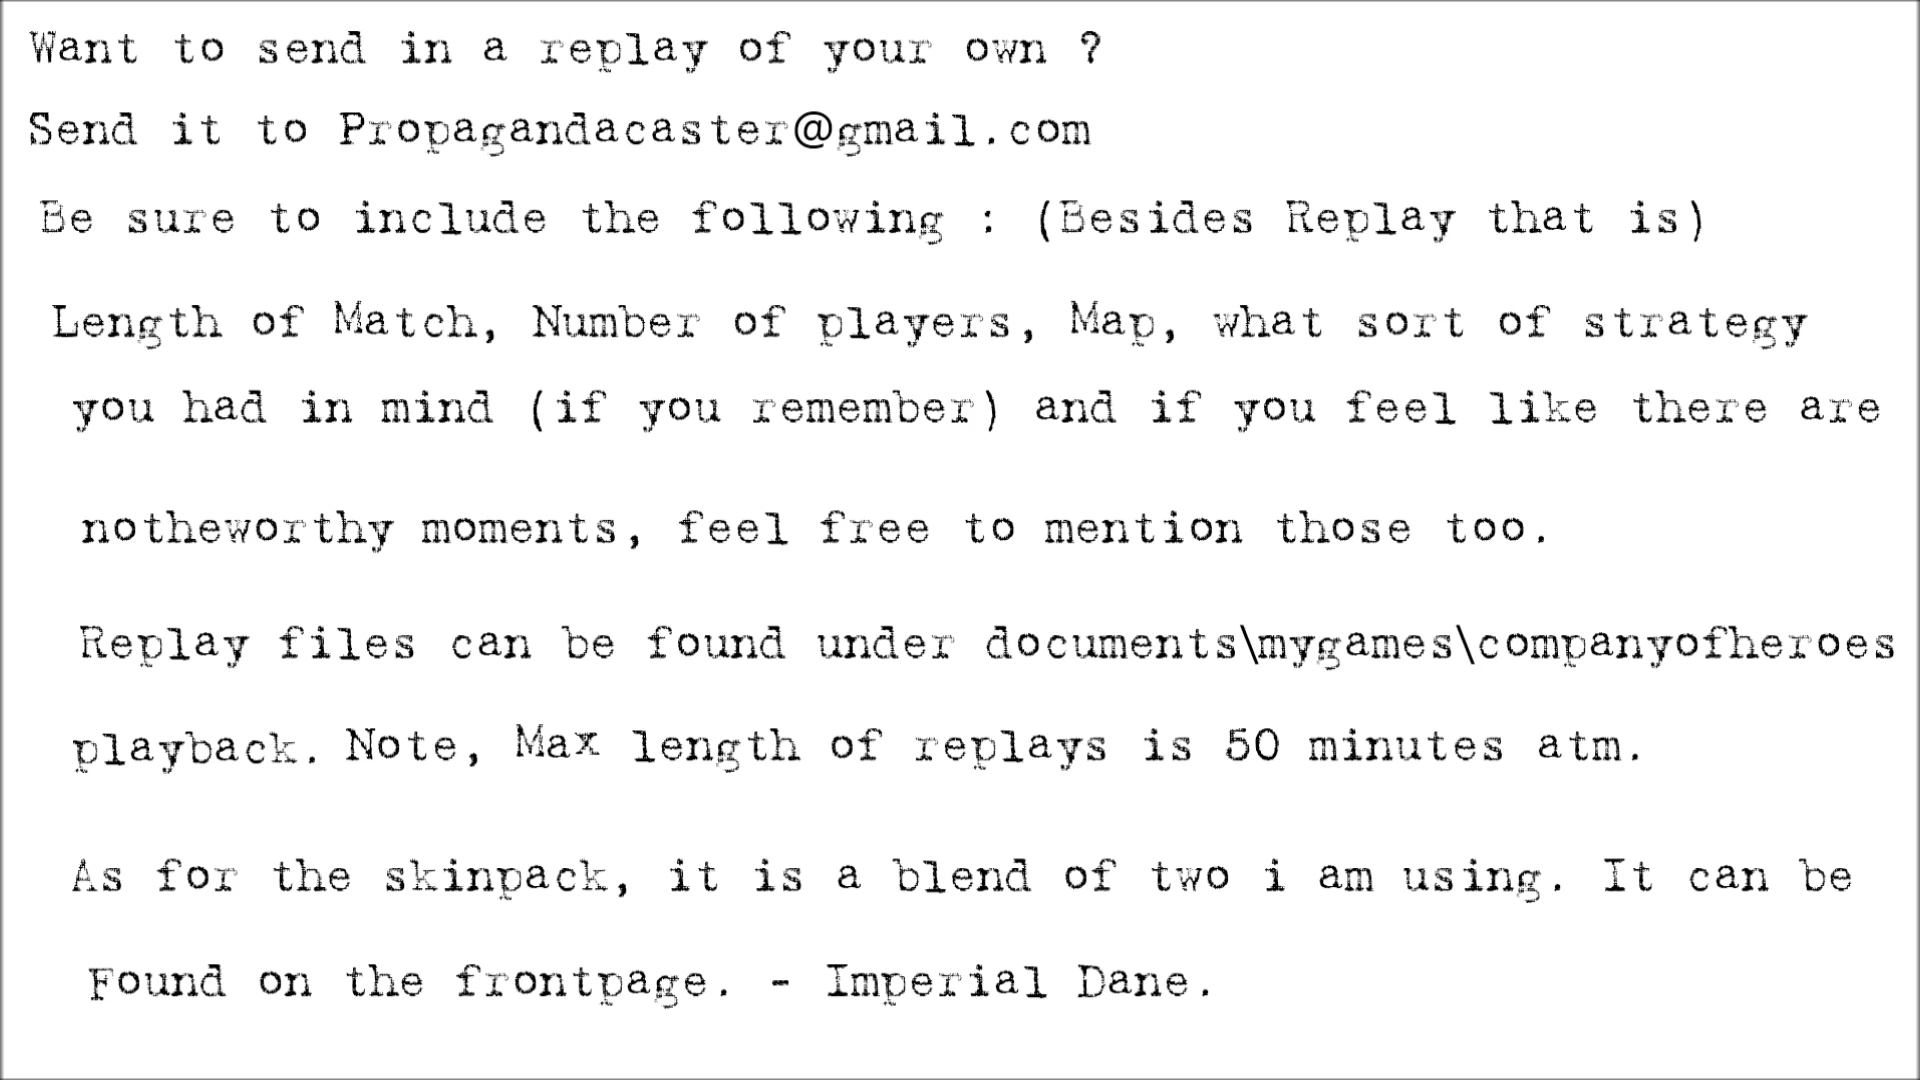 Want to send in a replay of your own ?
Send it to Propagandacaster@gmail.com
Be sure to include the following : (Besides Replay that is)
Length of Match, Number of players, Map, what sort of strategy
you had in mind (if you remember) and if you feel like there are
notheworthy moments, feel free to mention those too.
Replay files can be found under documents\mygames\companyofheroes
playback. Note, Max length of replays is 50 minutes atm.
As for the skinpack, it is a blend of two i am using. It can be
Found on the frontpage. - Imperial Dane.